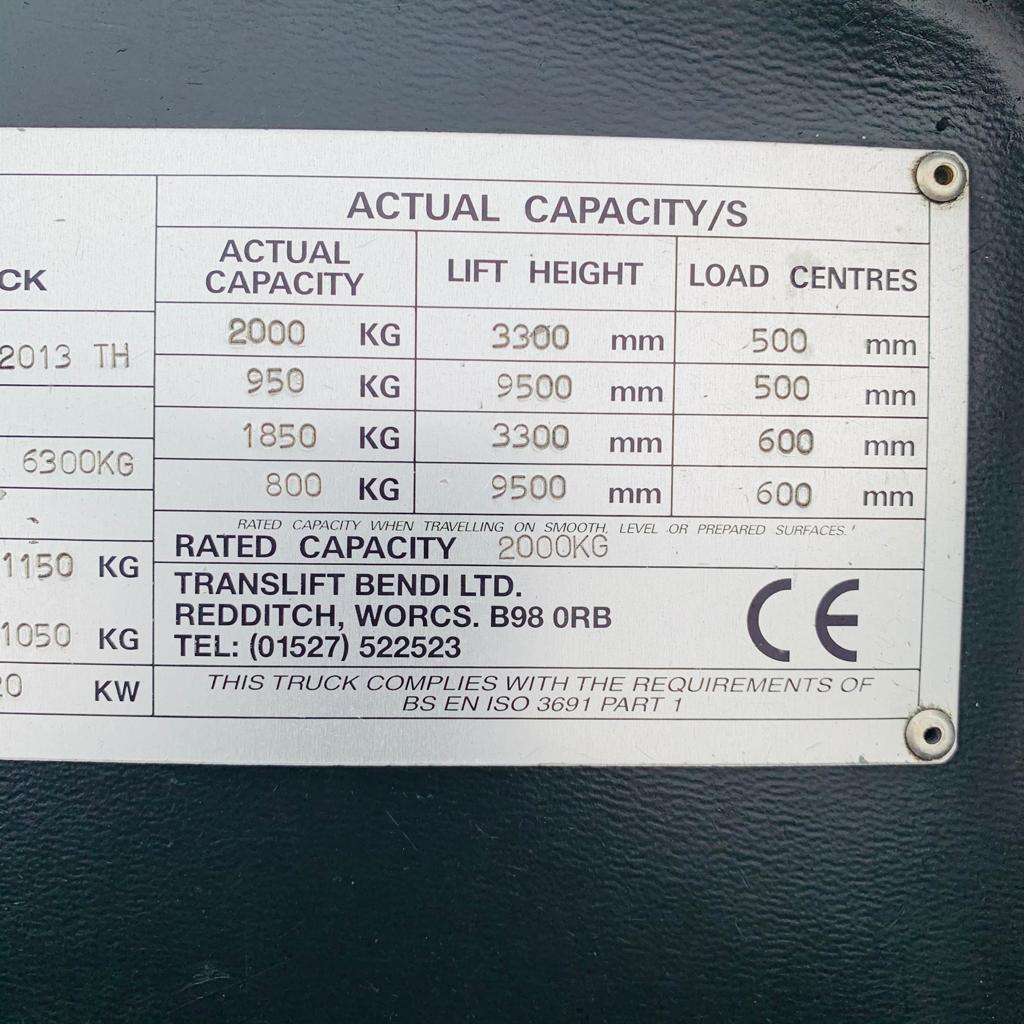 ACTUAL CAPACITY/S
ACTUAL CAPACITY LIFT HEIGHT LOAD CENTRES
CK
2000 KG 3300 mm 500 mm
2013 TH
950 KG 9500 mm 500 mm
1850 KG 3300 mm 600 mm
6300KG
800 KG 9500 mm 600 mm
RATED CAPACITY WHEN TRAVELLING ON SMOOTH, LEVEL OR PREPARED SURFACES.'
RATED CAPACITY 2000KG
1150 KG
TRANSLIFT BENDI LTD.
REDDITCH, WORCS. B98 0RB
TEL: (01527) 522523
CE
1050 KG
20 KW
THIS TRUCK COMPLIES WITH THE REQUIREMENTS OF
BS EN ISO 3691 PART 1